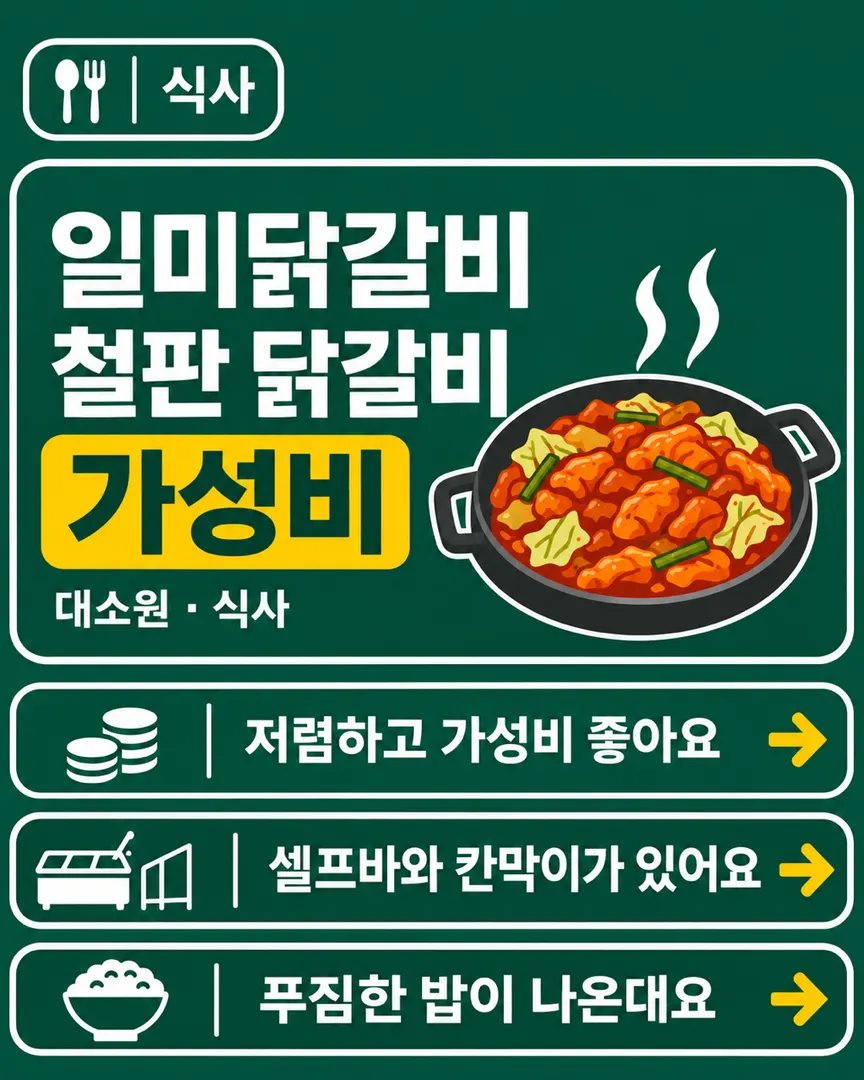 식사
일미닭갈비
철판 닭갈비
가성비
대소원 · 식사
저렴하고 가성비 좋아요
셀프바와 칸막이가 있어요
푸짐한 밥이 나온대요